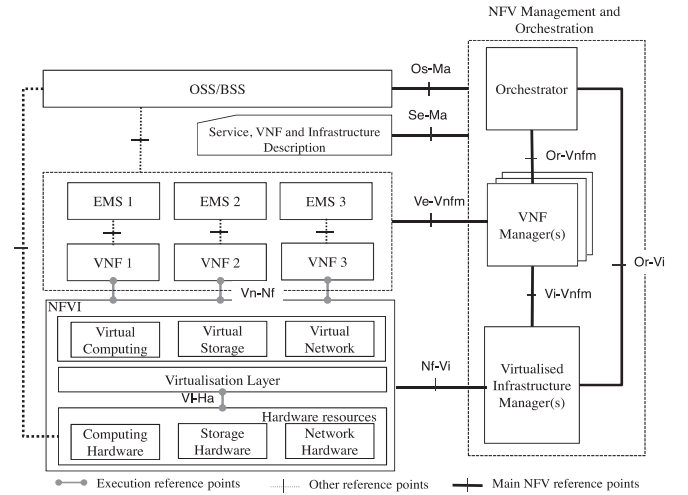 NFV Management and
Orchestration
Os-Ma
OSS/BSS
Orchestrator
Se-Ma
Service, VNF and Infrastructure
Description
Or-Vnfm
EMS 1
EMS 2
EMS 3
Ve-Vnfm
VNF
Manager(s)
VNF 1
VNF 2
VNF 3
Or-Vi
Vn-Nf
Vi-Vnfm
NFVI
Virtual
Computing
Virtual
Storage
Virtual
Network
Nf-Vi
Virtualised
Infrastructure
Manager(s)
Virtualisation Layer
Vl-Ha
Hardware resources
Computing
Hardware
Storage
Hardware
Network
Hardware
Execution reference points
Other reference points
Main NFV reference points